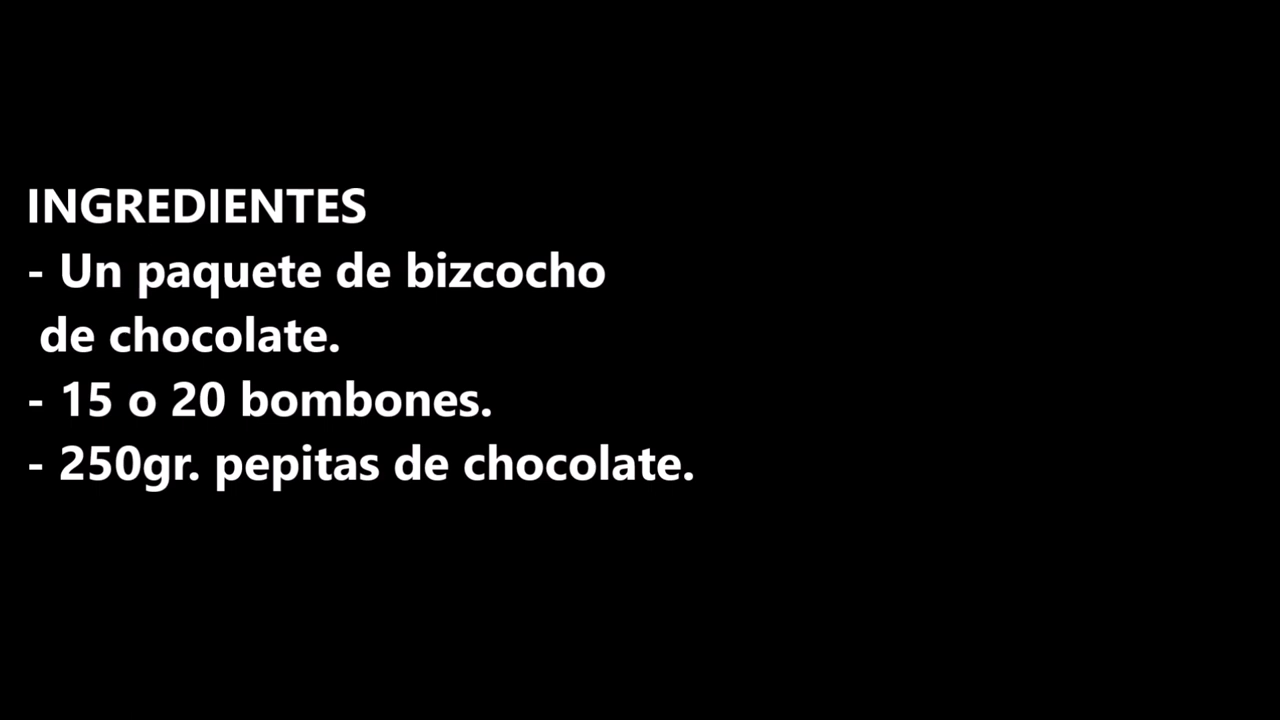 INGREDIENTES
- Un paquete de bizcocho
de chocolate.
- 15 o 20 bombones.
- 250gr. pepitas de chocolate.